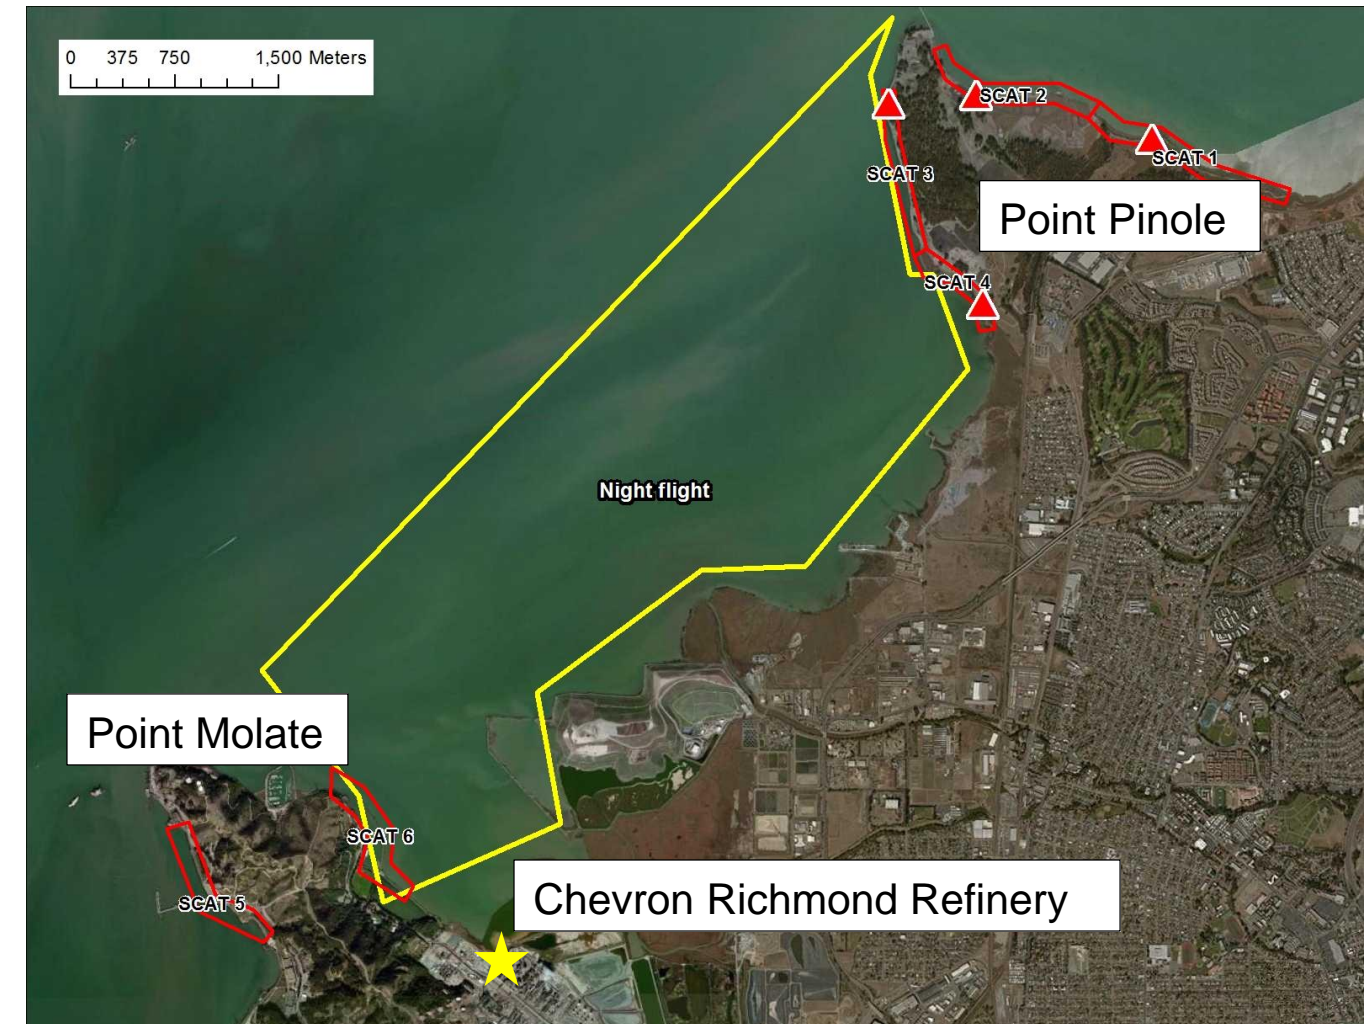 0 375 750 1,500 Meters
SCAT 2
SCAT 1
SCAT 3
Point Pinole
SCAT 4
Night flight
Point Molate
SCAT 6
SCAT 5
Chevron Richmond Refinery